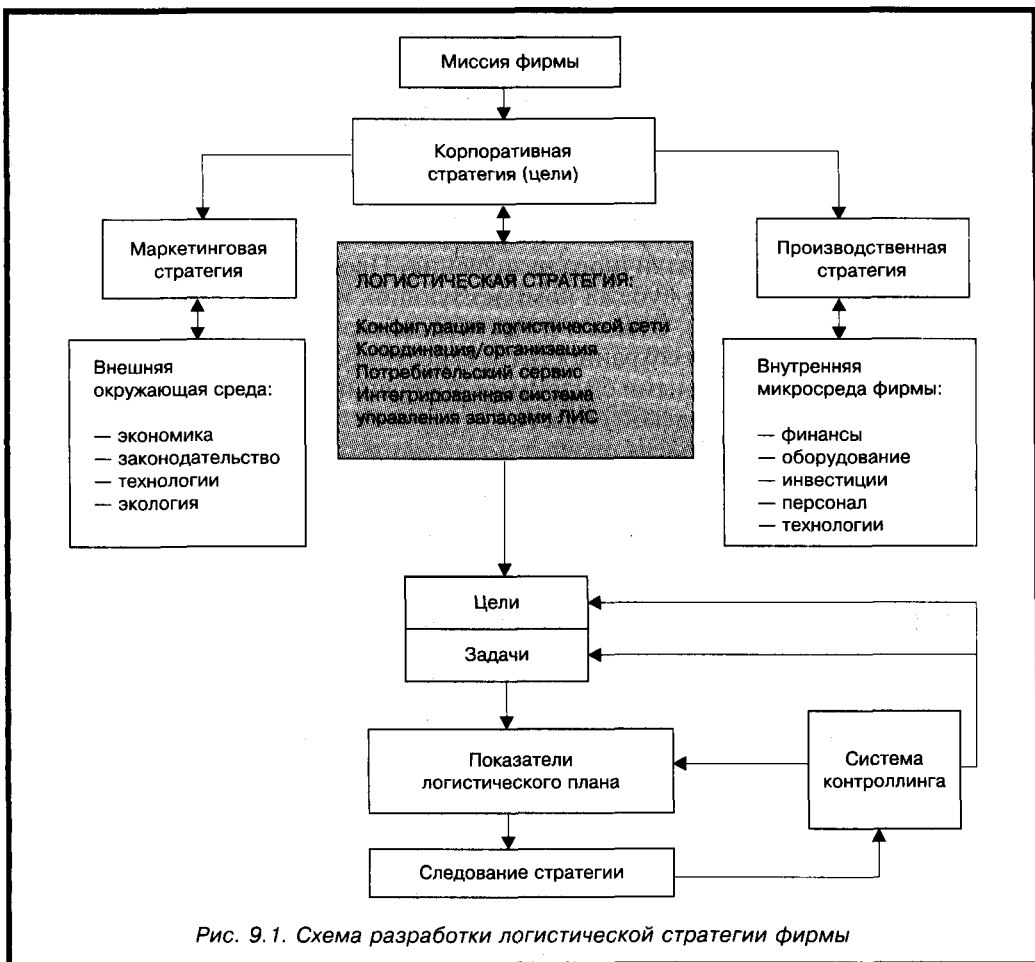 Миссия фирмы
Корпоративная
стратегия (цели)
Маркетинговая
стратегия
ЛОГИСТИЧЕСКАЯ СТРАТЕГИЯ:
Конфигурация логистической сети
Координация/организация
Потребительский сервис
Интегрированная система
управления запасами ЛИС
Производственная
стратегия
Внешняя
окружающая среда:
— экономика
— законодательство
— технологии
— экология
Внутренняя
микросреда фирмы:
— финансы
— оборудование
— инвестиции
— персонал
— технологии
Цели
Задачи
Показатели
логистического плана
Система
контроллинга
Следование стратегии
Рис. 9.1. Схема разработки логистической стратегии фирмы